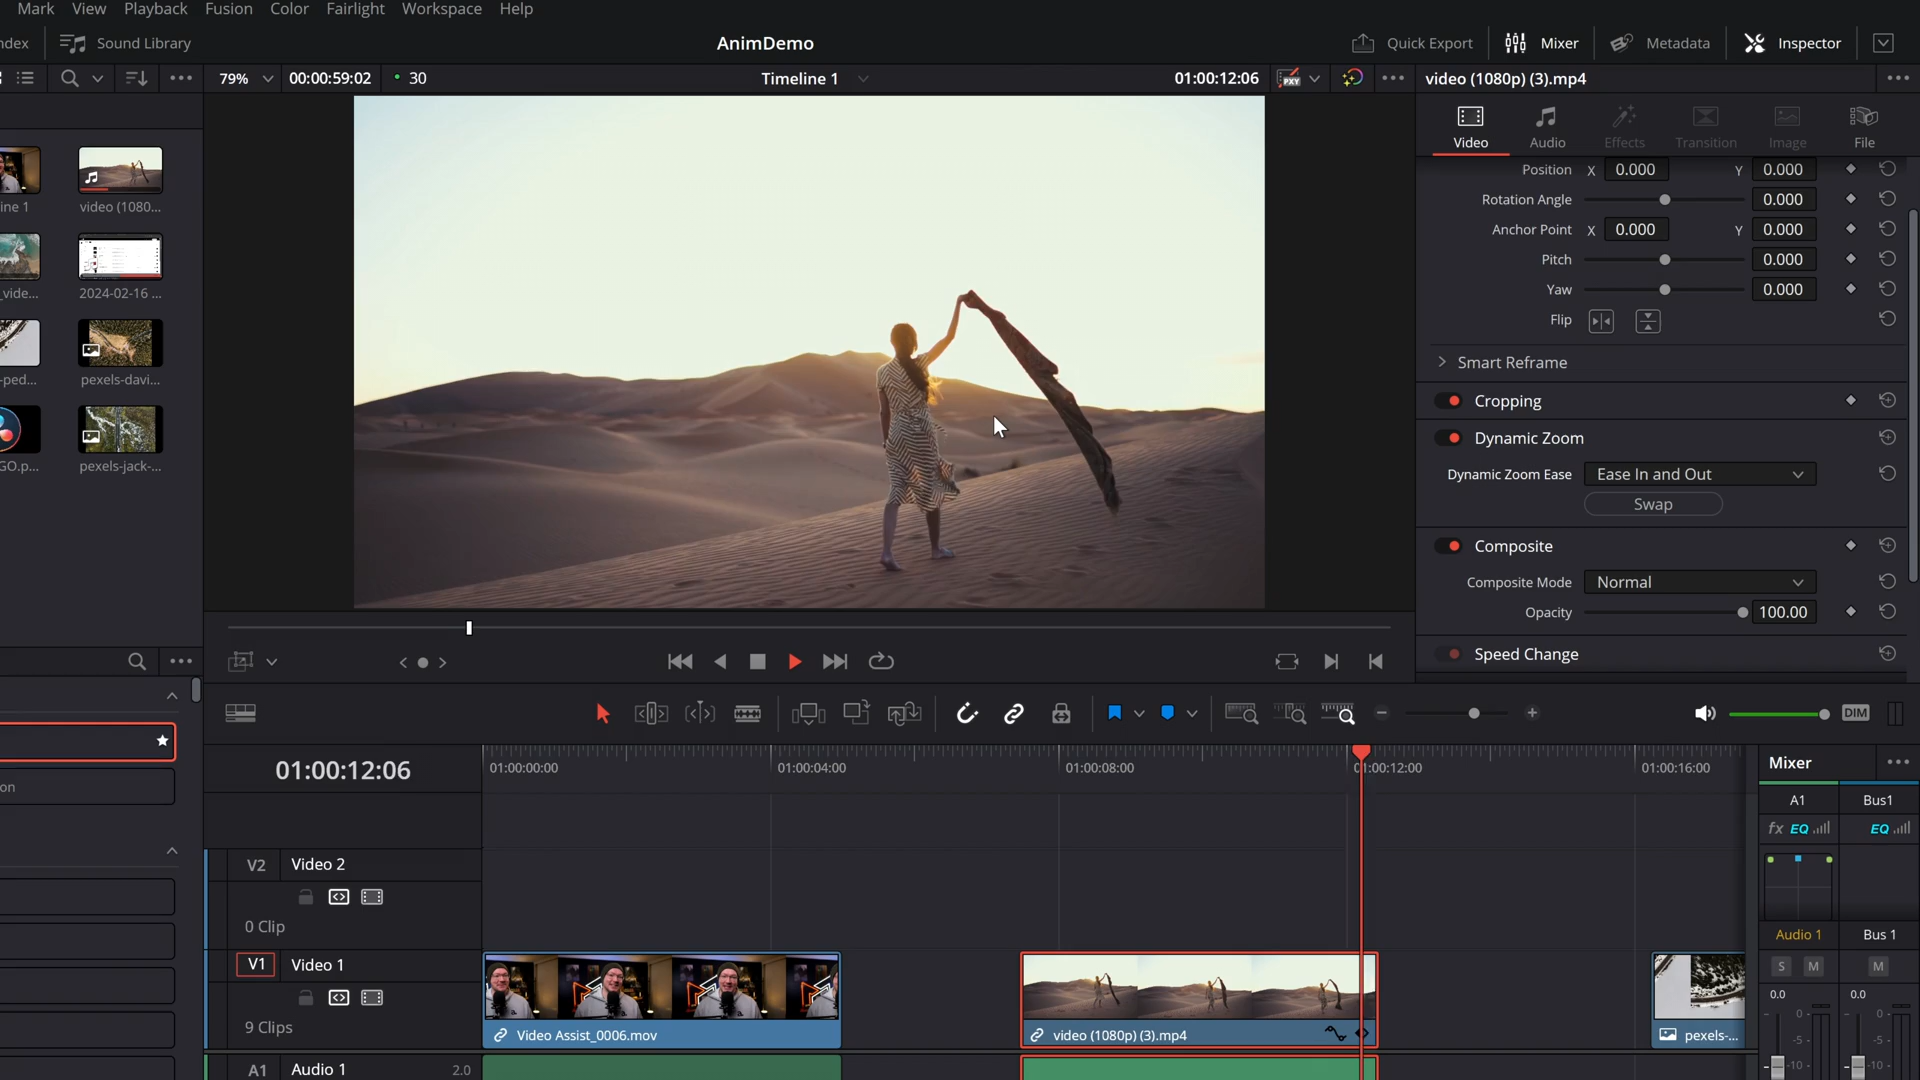 Mark View Playback Fusion Color Fairlight Workspace Help
ndex Sound Library AnimDemo Quick Export Mixer Metadata Inspector
79% 00:00:59:02 30 Timeline 1 01:00:12:06 PXY video (1080p) (3).mp4
Video Audio Effects Transition Image File
Position X 0.000 Y 0.000
Rotation Angle 0.000
Anchor Point X 0.000 Y 0.000
Pitch 0.000
Yaw 0.000
Flip
Smart Reframe
Cropping
Dynamic Zoom
Dynamic Zoom Ease Ease In and Out
Swap
Composite
Composite Mode Normal
Opacity 100.00
Speed Change
ine 1 video (1080...
_vide... 2024-02-16 ...
-ped... pexels-davi...
GO.p... pexels-jack-...
on
DIM
01:00:12:06 01:00:00:00 01:00:04:00 01:00:08:00 01:00:12:00 01:00:16:00
V2 Video 2
0 Clip
V1 Video 1
9 Clips
Video Assist_0006.mov video (1080p) (3).mp4 pexels-...
A1 Audio 1 2.0
Mixer
A1 Bus1
fx EQ EQ
Audio 1 Bus 1
S M M
0.0 0.0
0- 0-
-5- -5-
-10- -10-